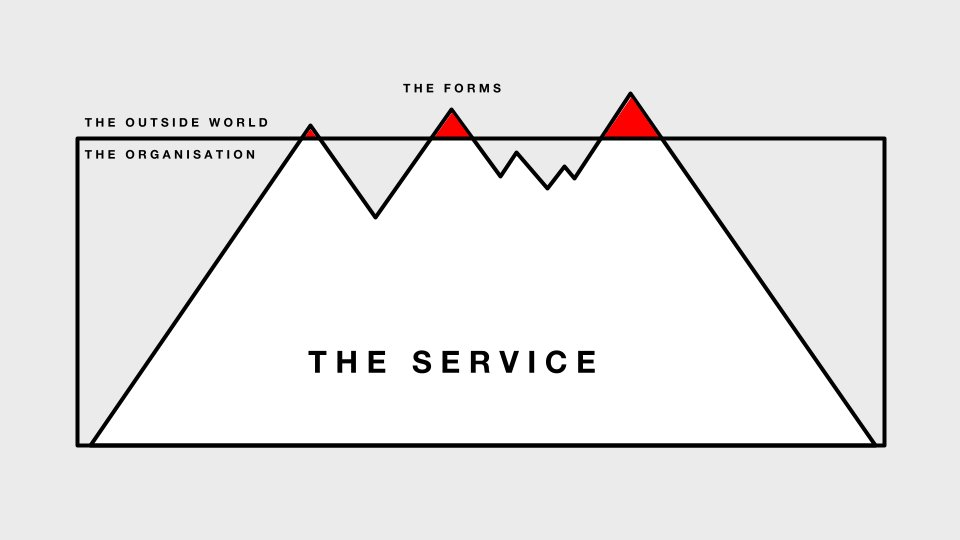 THE FORMS
THE OUTSIDE WORLD
THE ORGANISATION
THE SERVICE